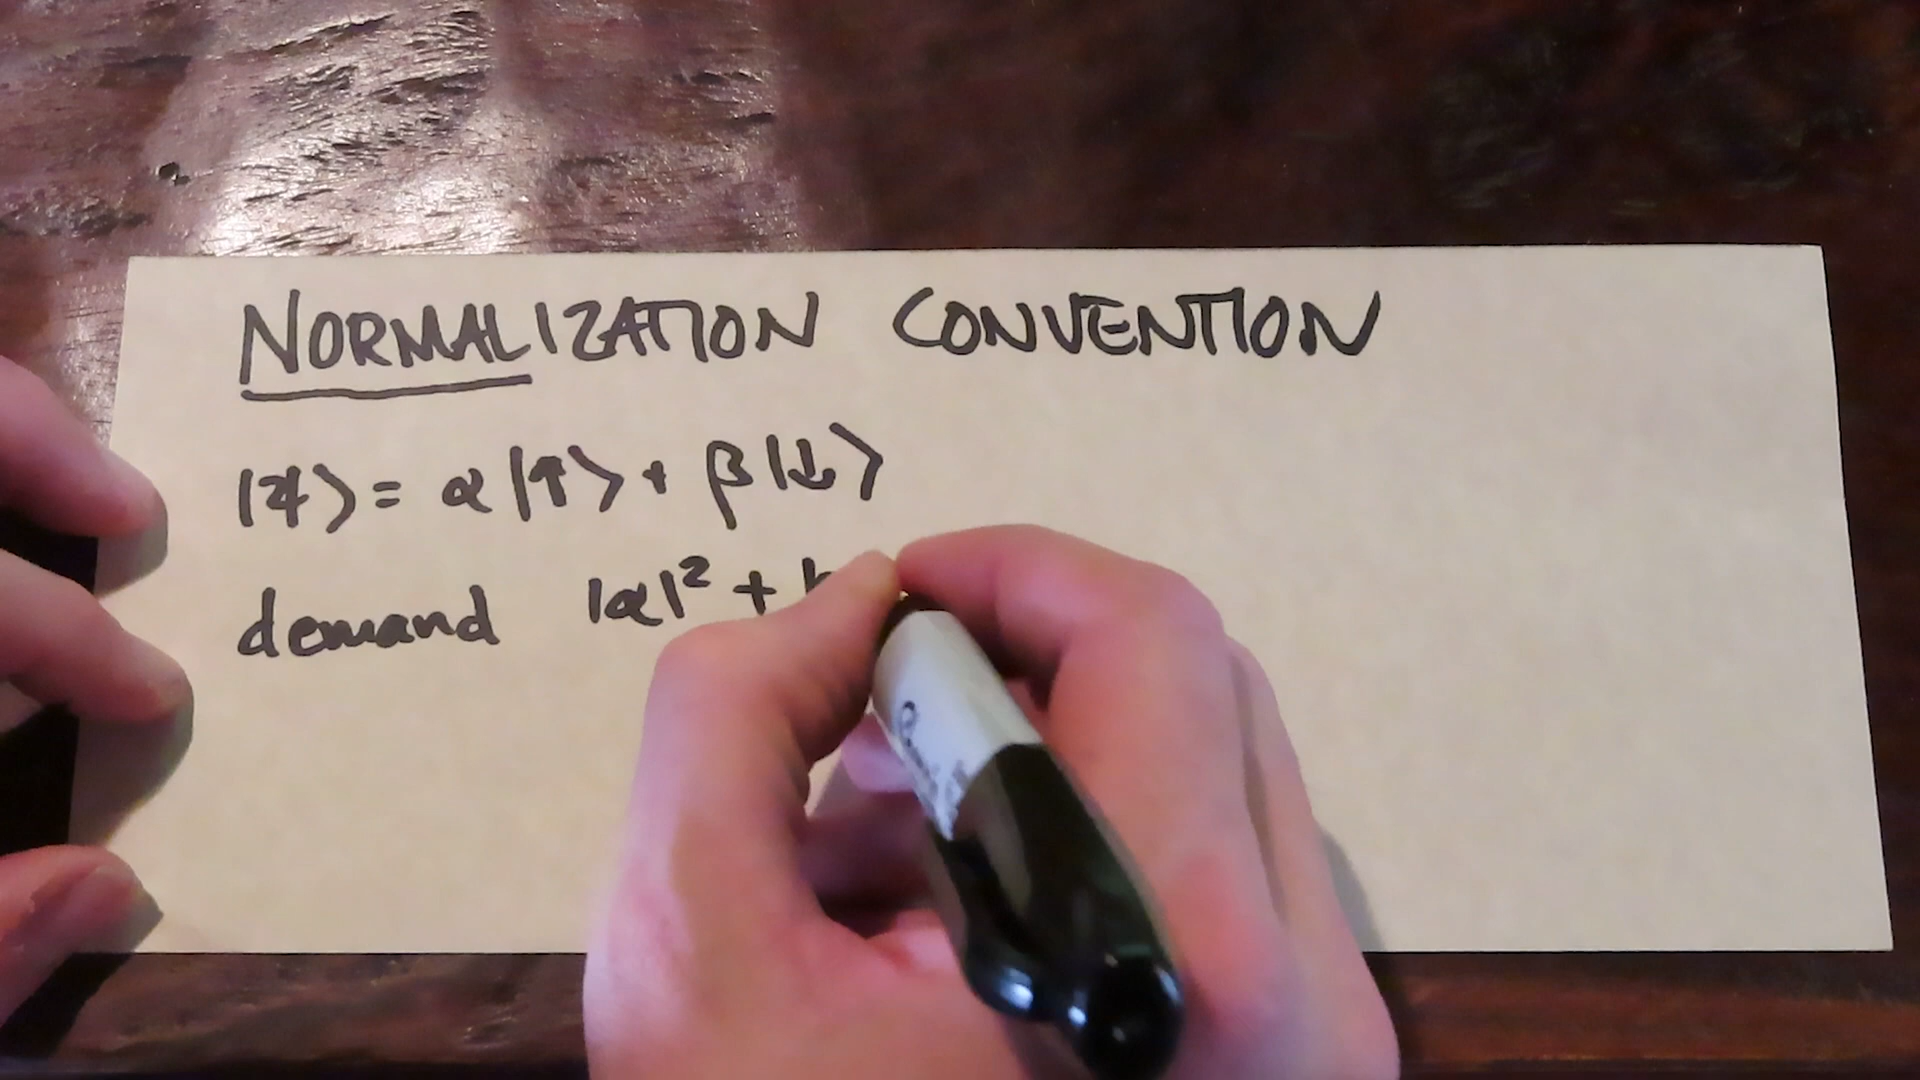 NORMALIZATION CONVENTION
|ψ⟩ = α|↑⟩ + β|↓⟩
demand |α|² + |